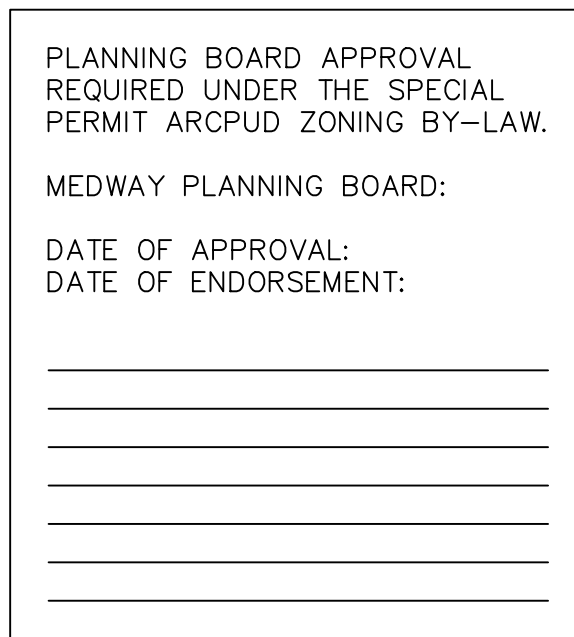 PLANNING BOARD APPROVAL
REQUIRED UNDER THE SPECIAL
PERMIT ARCPUD ZONING BY-LAW.
MEDWAY PLANNING BOARD:
DATE OF APPROVAL:
DATE OF ENDORSEMENT: